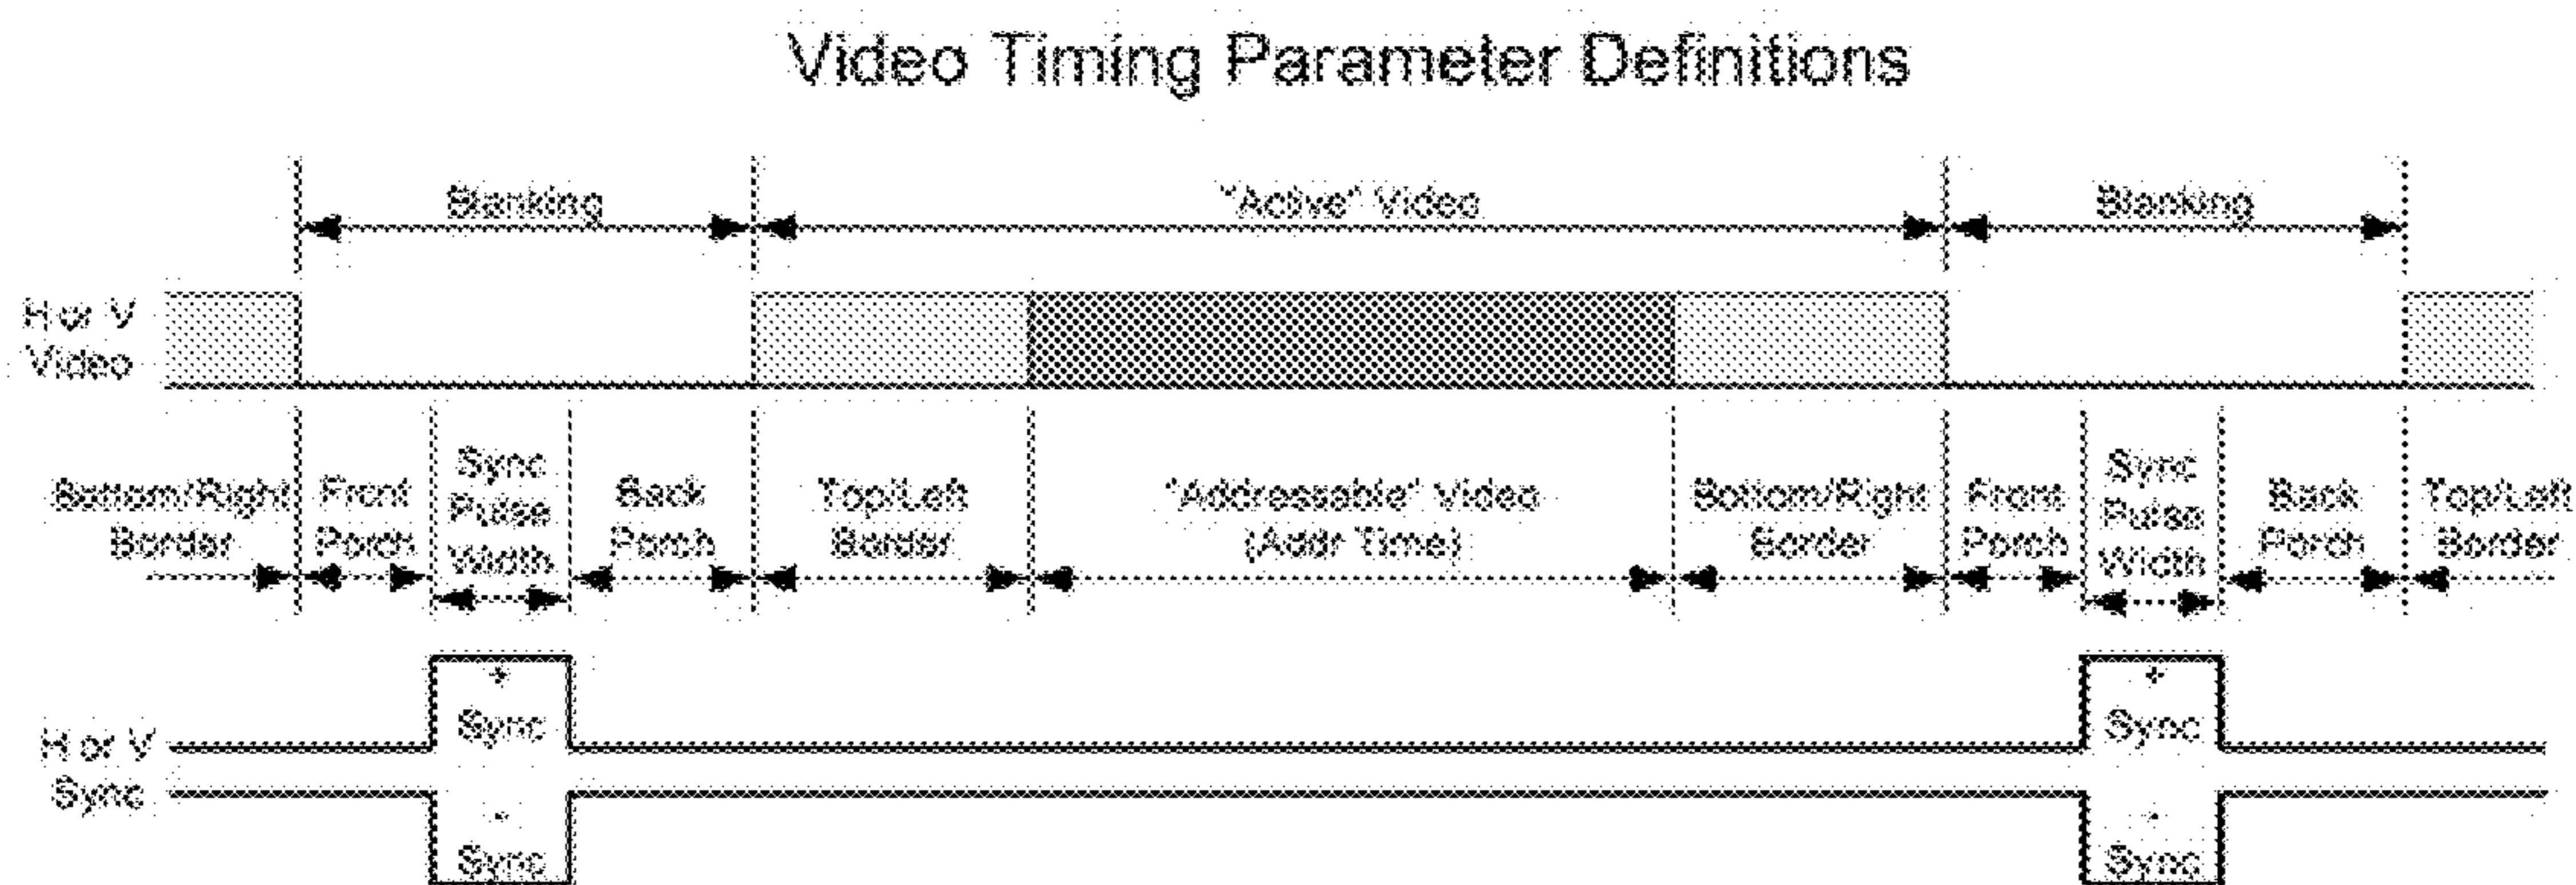 Video Timing Parameter Definitions
Blanking
"Active" Video
Blanking
H or V
Video
Bottom/Right
Border
Front
Porch
Sync
Pulse
Width
Back
Porch
Top/Left
Border
"Addressable" Video
(Addr Time)
Bottom/Right
Border
Front
Porch
Sync
Pulse
Width
Back
Porch
Top/Left
Border
H or V
Sync
+
Sync
-
Sync
+
Sync
-
Sync